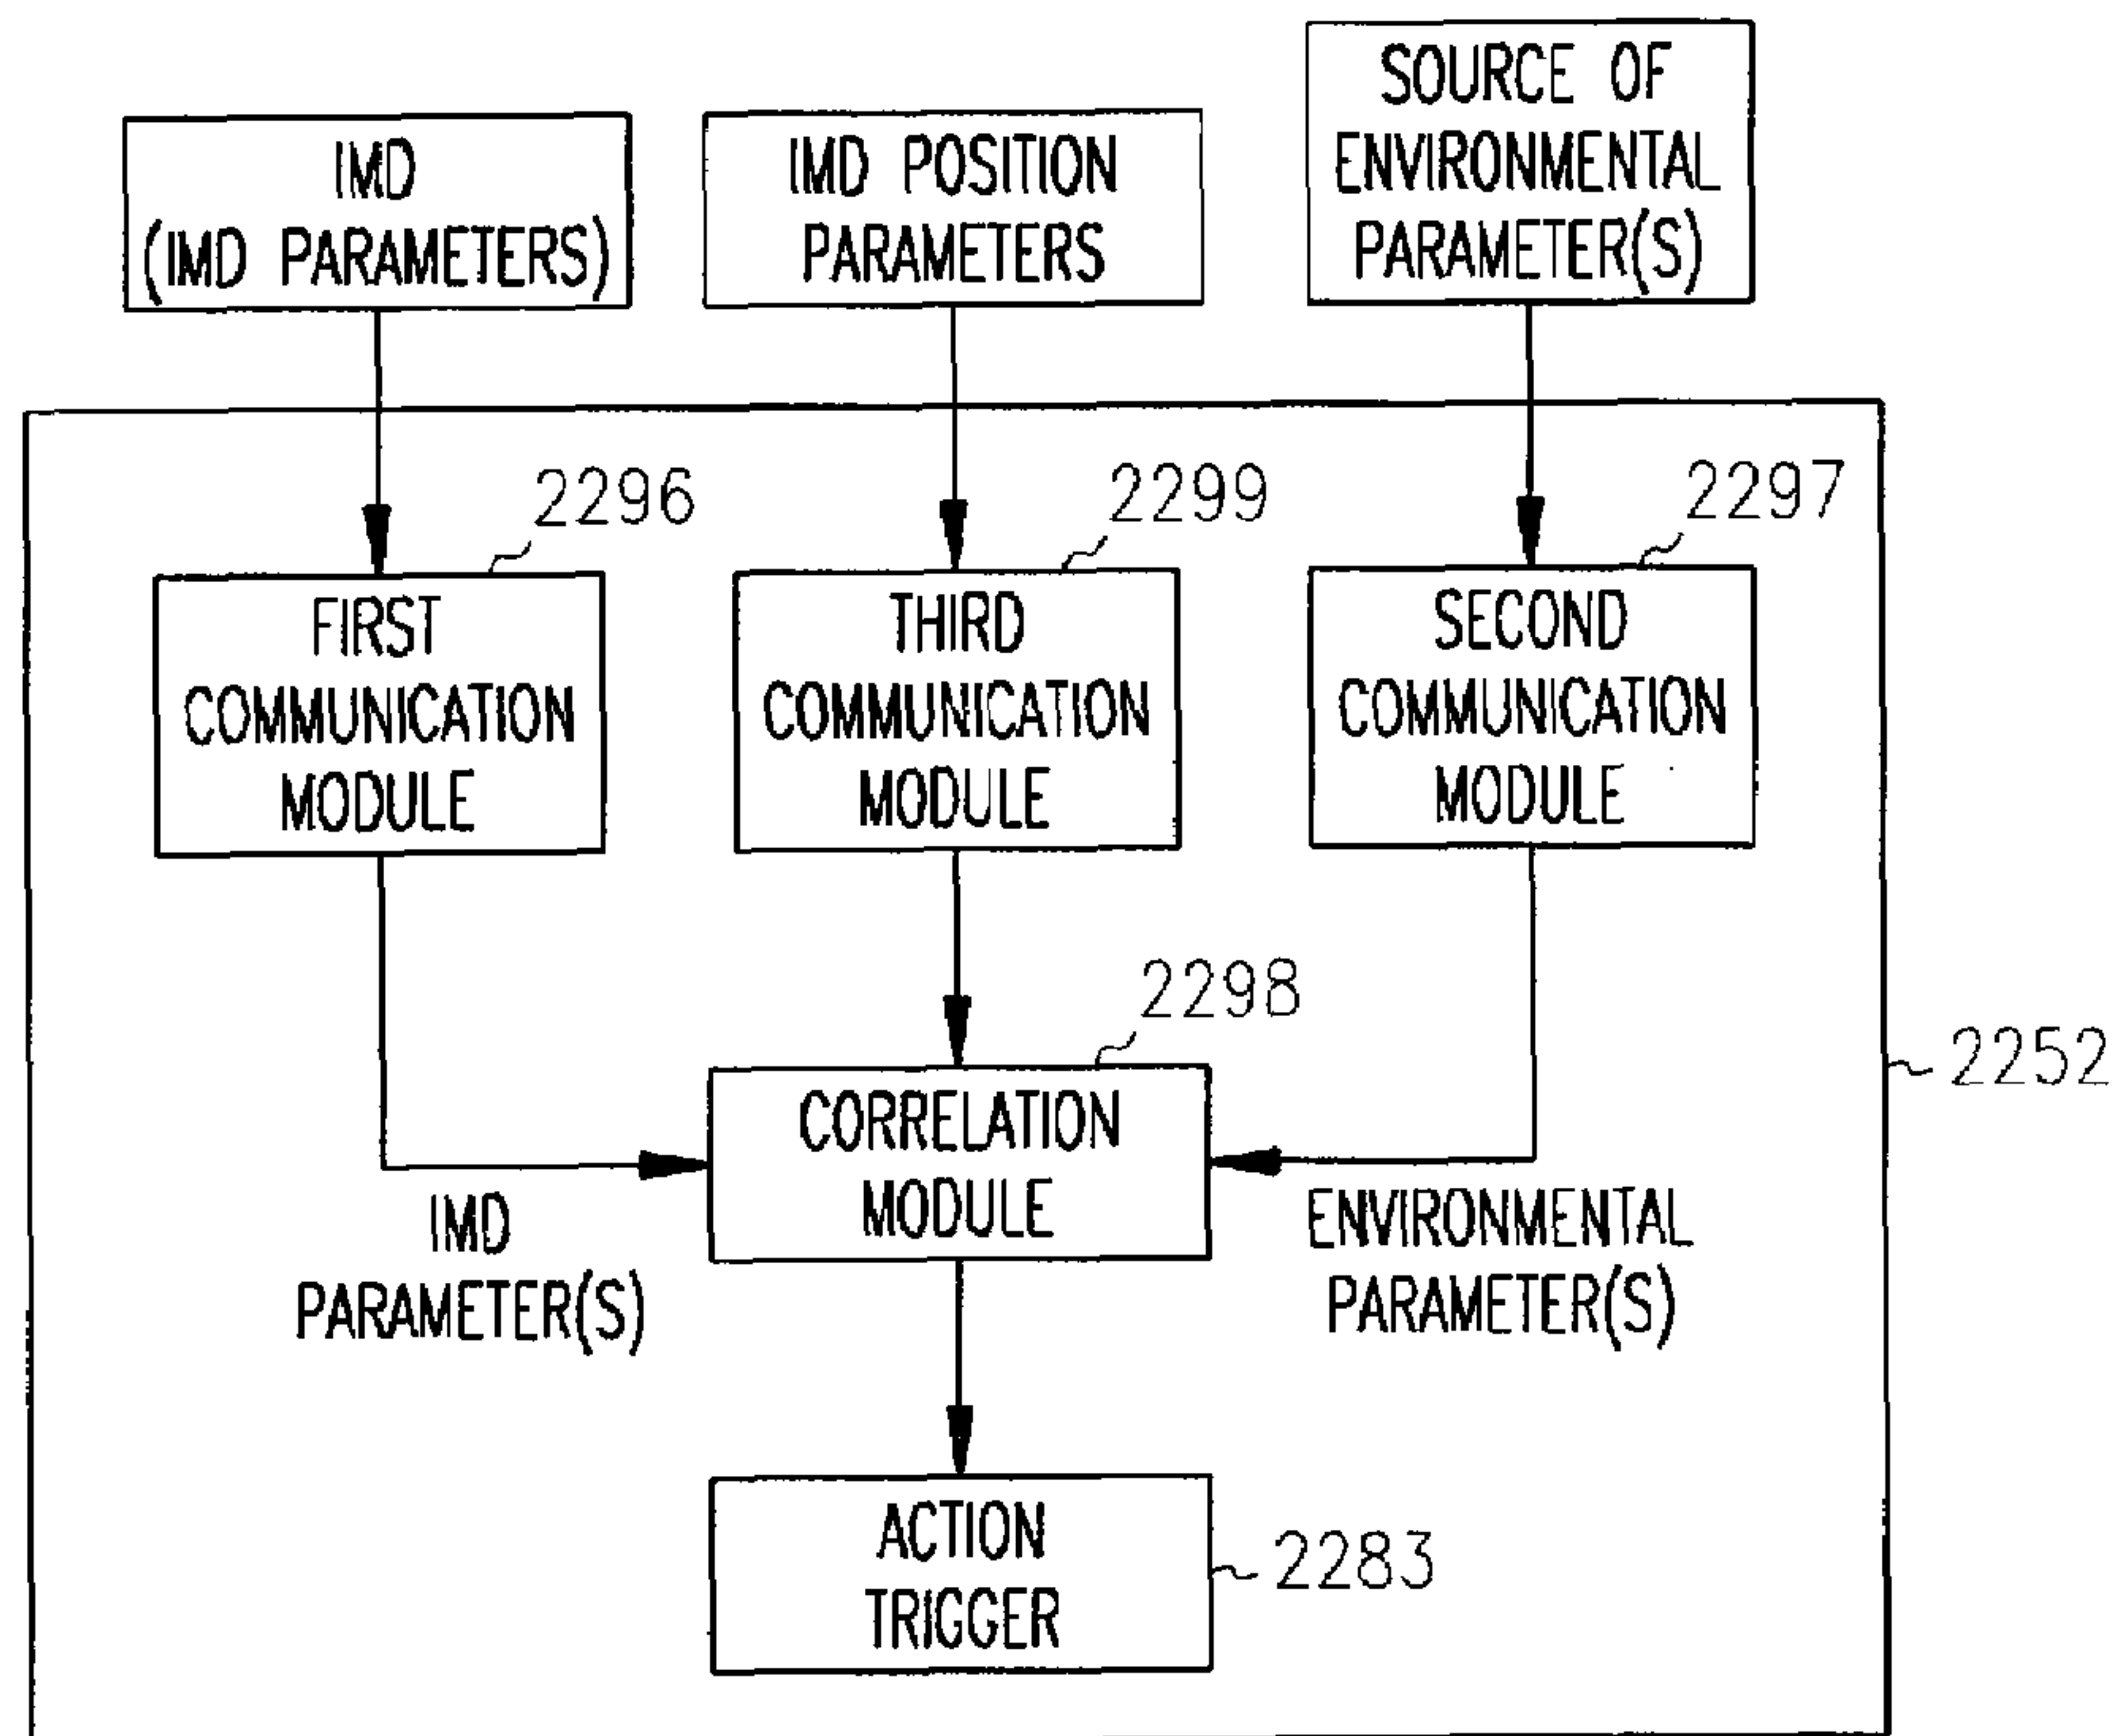 IMD
(IMD PARAMETERS)
IMD POSITION
PARAMETERS
SOURCE OF
ENVIRONMENTAL
PARAMETER(S)
2296
2299
2297
FIRST
COMMUNICATION
MODULE
THIRD
COMMUNICATION
MODULE
SECOND
COMMUNICATION
MODULE
2298
2252
CORRELATION
MODULE
IMD
PARAMETER(S)
ENVIRONMENTAL
PARAMETER(S)
ACTION
TRIGGER
2283